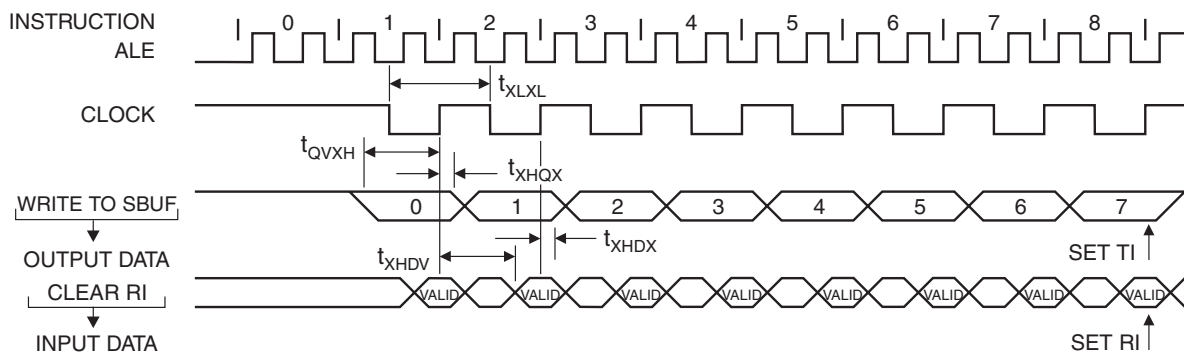 INSTRUCTION 0 1 2 3 4 5 6 7 8
ALE
tXLXL
CLOCK
tQVXH
tXHQX
WRITE TO SBUF
0 1 2 3 4 5 6 7
tXHDV
tXHDX
SET TI
OUTPUT DATA
CLEAR RI
VALID VALID VALID VALID VALID VALID VALID VALID
INPUT DATA
SET RI